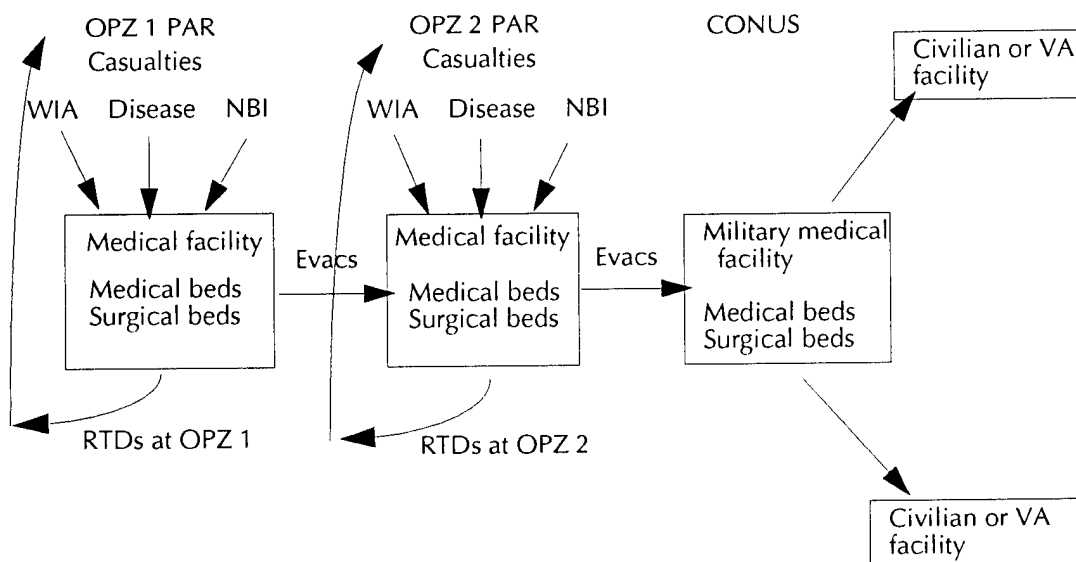 OPZ 1 PAR
Casualties
WIA Disease NBI
Medical facility
Medical beds
Surgical beds
RTDs at OPZ 1
Evacs
OPZ 2 PAR
Casualties
WIA Disease NBI
Medical facility
Medical beds
Surgical beds
RTDs at OPZ 2
Evacs
CONUS
Military medical
facility
Medical beds
Surgical beds
Civilian or VA
facility
Civilian or VA
facility